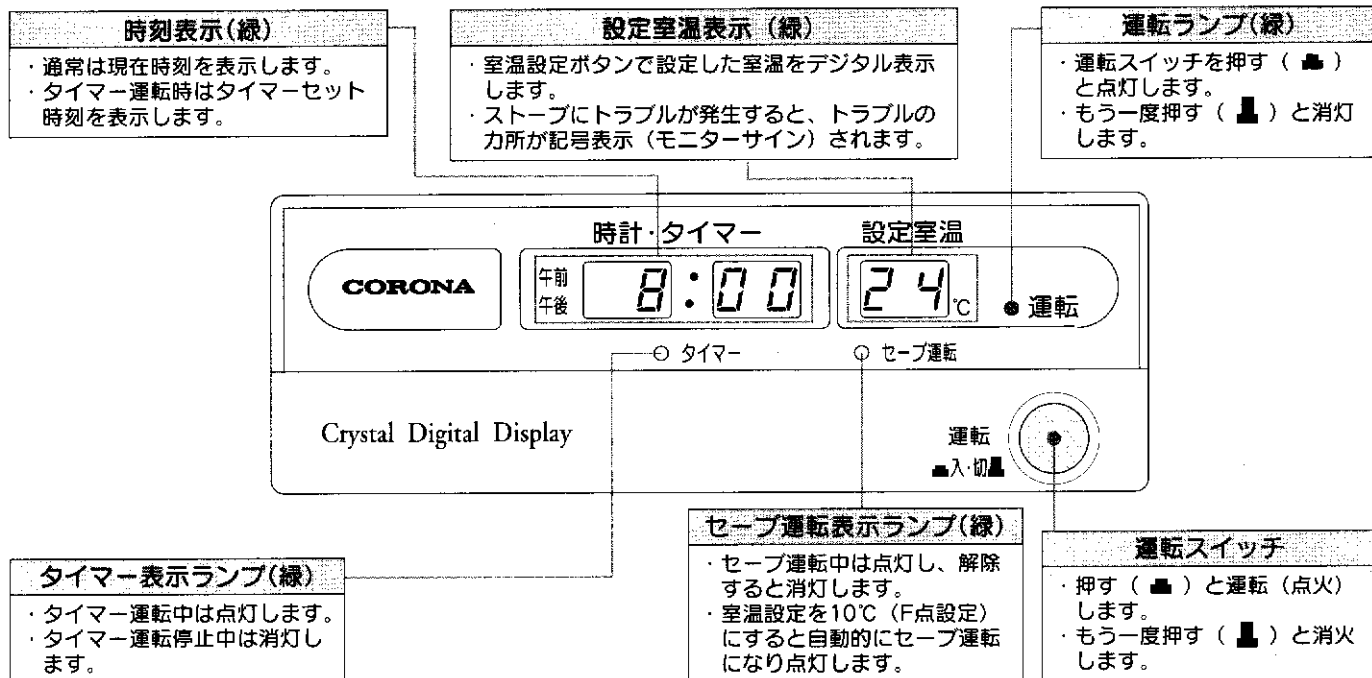 時刻表示(緑)
・通常は現在時刻を表示します。
・タイマー運転時はタイマーセット
時刻を表示します。
設定室温表示（緑）
・室温設定ボタンで設定した室温をデジタル表示
します。
・ストーブにトラブルが発生すると、トラブルの
カ所が記号表示（モニターサイン）されます。
運転ランプ(緑)
・運転スイッチを押す（ ）
と点灯します。
・もう一度押す（ ）と消灯
します。
時計・タイマー
設定室温
CORONA
午前
午後
8:00
24℃
運転
タイマー
セーブ運転
Crystal Digital Display
運転
入・切
タイマー表示ランプ(緑)
・タイマー運転中は点灯します。
・タイマー運転停止中は消灯し
ます。
セーブ運転表示ランプ(緑)
・セーブ運転中は点灯し、解除
すると消灯します。
・室温設定を10℃（F点設定）
にすると自動的にセーブ運転
になり点灯します。
運転スイッチ
・押す（ ）と運転（点火）
します。
・もう一度押す（ ）と消火
します。